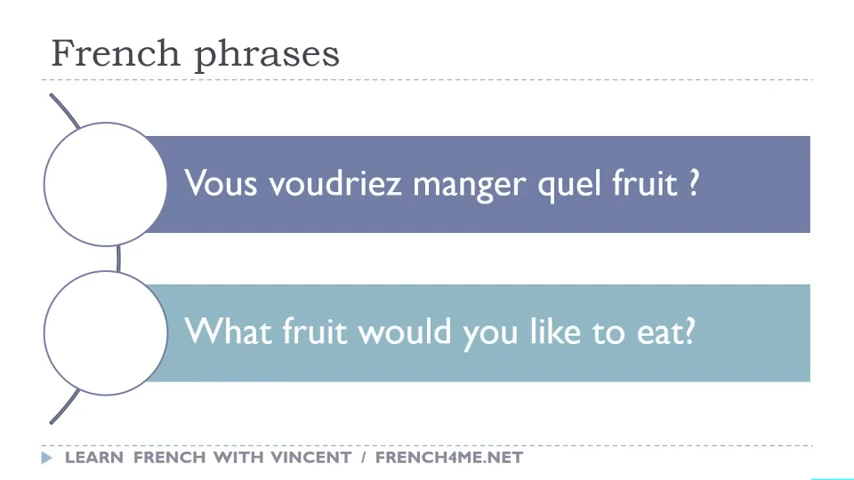 French phrases
Vous voudriez manger quel fruit ?
What fruit would you like to eat?
LEARN FRENCH WITH VINCENT / FRENCH4ME.NET